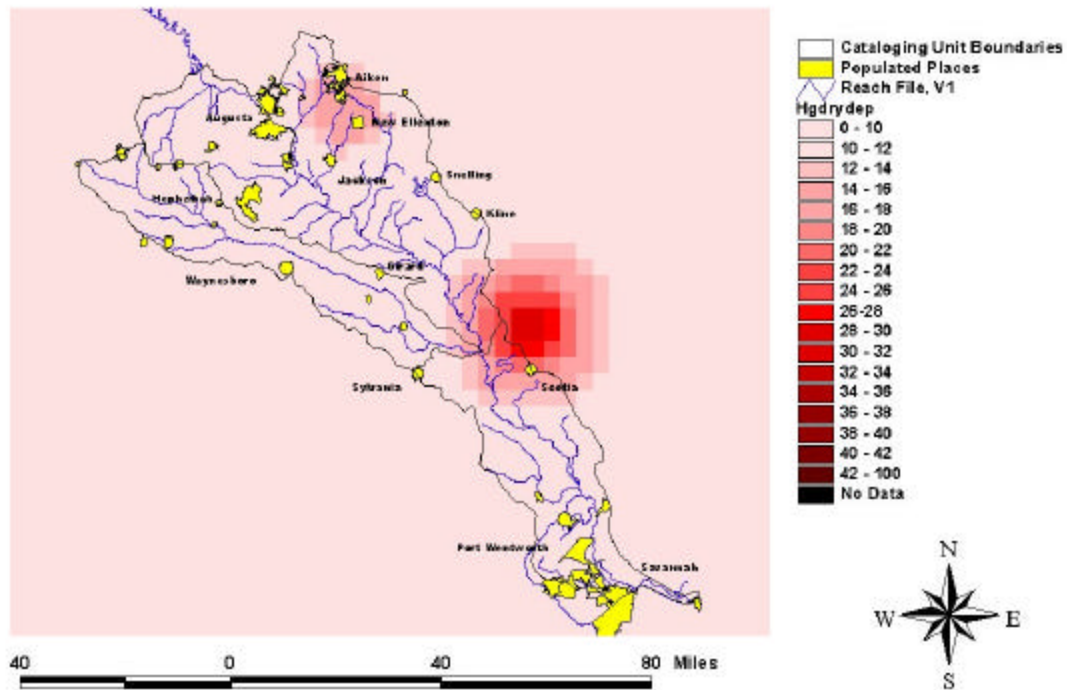 Aiken
Augusta
New Ellenton
Jackson
Snelling
Hephzibah
Kline
Girard
Waynesboro
Sylvania
Scotia
Port Wentworth
Savannah
Cataloging Unit Boundaries
Populated Places
Reach File, V1
Hgdrydep
0 - 10
10 - 12
12 - 14
14 - 16
16 - 18
18 - 20
20 - 22
22 - 24
24 - 26
26-28
28 - 30
30 - 32
32 - 34
34 - 36
36 - 38
38 - 40
40 - 42
42 - 100
No Data
N
W E
S
40 0 40 80 Miles